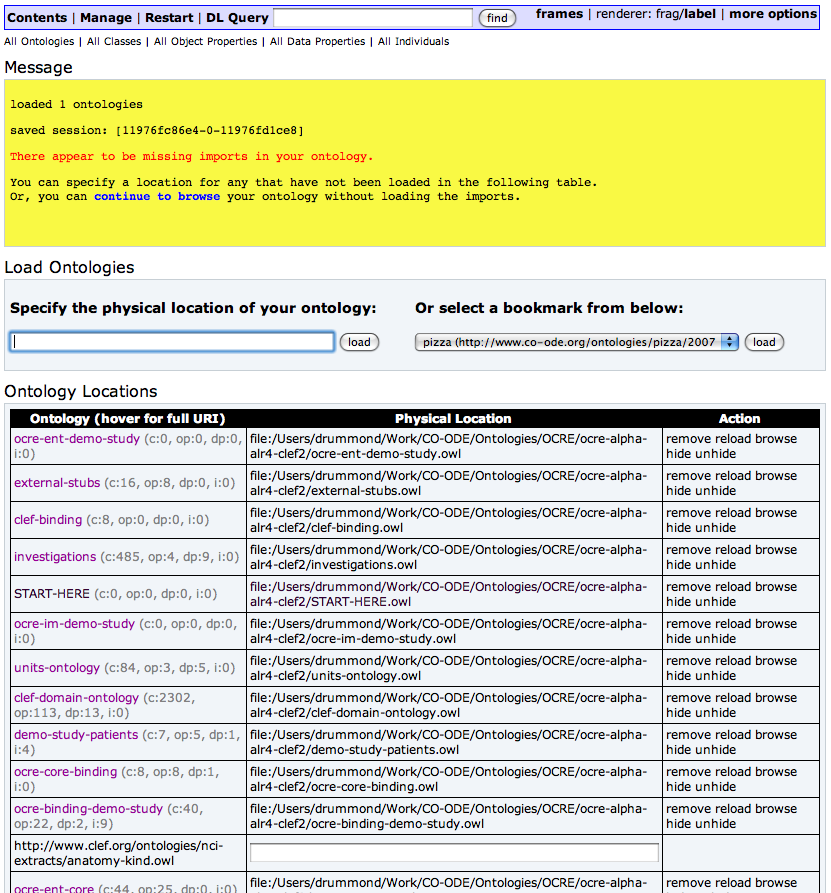 Contents | Manage | Restart | DL Query find frames | renderer: frag/label | more options
All Ontologies | All Classes | All Object Properties | All Data Properties | All Individuals
Message
loaded 1 ontologies
saved session: [11976fc86e4-0-11976fd1ce8]
There appear to be missing imports in your ontology.
You can specify a location for any that have not been loaded in the following table.
Or, you can continue to browse your ontology without loading the imports.
Load Ontologies
Specify the physical location of your ontology: Or select a bookmark from below:
load pizza (http://www.co-ode.org/ontologies/pizza/2007 load
Ontology Locations
Ontology (hover for full URI) Physical Location Action
ocre-ent-demo-study (c:0, op:0, dp:0, i:0)
file:/Users/drummond/Work/CO-ODE/Ontologies/OCRE/ocre-alpha-
alr4-clef2/ocre-ent-demo-study.owl
remove reload browse
hide unhide
external-stubs (c:16, op:8, dp:0, i:0)
file:/Users/drummond/Work/CO-ODE/Ontologies/OCRE/ocre-alpha-
alr4-clef2/external-stubs.owl
remove reload browse
hide unhide
clef-binding (c:8, op:0, dp:0, i:0)
file:/Users/drummond/Work/CO-ODE/Ontologies/OCRE/ocre-alpha-
alr4-clef2/clef-binding.owl
remove reload browse
hide unhide
investigations (c:485, op:4, dp:9, i:0)
file:/Users/drummond/Work/CO-ODE/Ontologies/OCRE/ocre-alpha-
alr4-clef2/investigations.owl
remove reload browse
hide unhide
START-HERE (c:0, op:0, dp:0, i:0)
file:/Users/drummond/Work/CO-ODE/Ontologies/OCRE/ocre-alpha-
alr4-clef2/START-HERE.owl
remove reload browse
hide unhide
ocre-im-demo-study (c:0, op:0, dp:0,
i:0)
file:/Users/drummond/Work/CO-ODE/Ontologies/OCRE/ocre-alpha-
alr4-clef2/ocre-im-demo-study.owl
remove reload browse
hide unhide
units-ontology (c:84, op:3, dp:5, i:0)
file:/Users/drummond/Work/CO-ODE/Ontologies/OCRE/ocre-alpha-
alr4-clef2/units-ontology.owl
remove reload browse
hide unhide
clef-domain-ontology (c:2302,
op:113, dp:13, i:0)
file:/Users/drummond/Work/CO-ODE/Ontologies/OCRE/ocre-alpha-
alr4-clef2/clef-domain-ontology.owl
remove reload browse
hide unhide
demo-study-patients (c:7, op:5, dp:1,
i:4)
file:/Users/drummond/Work/CO-ODE/Ontologies/OCRE/ocre-alpha-
alr4-clef2/demo-study-patients.owl
remove reload browse
hide unhide
ocre-core-binding (c:8, op:8, dp:1,
i:0)
file:/Users/drummond/Work/CO-ODE/Ontologies/OCRE/ocre-alpha-
alr4-clef2/ocre-core-binding.owl
remove reload browse
hide unhide
ocre-binding-demo-study (c:40,
op:22, dp:2, i:9)
file:/Users/drummond/Work/CO-ODE/Ontologies/OCRE/ocre-alpha-
alr4-clef2/ocre-binding-demo-study.owl
remove reload browse
hide unhide
http://www.clef.org/ontologies/nci-
extracts/anatomy-kind.owl
ocre-ent-core (c:44, op:25, dp:0, i:0)
file:/Users/drummond/Work/CO-ODE/Ontologies/OCRE/ocre-alpha-
remove reload browse